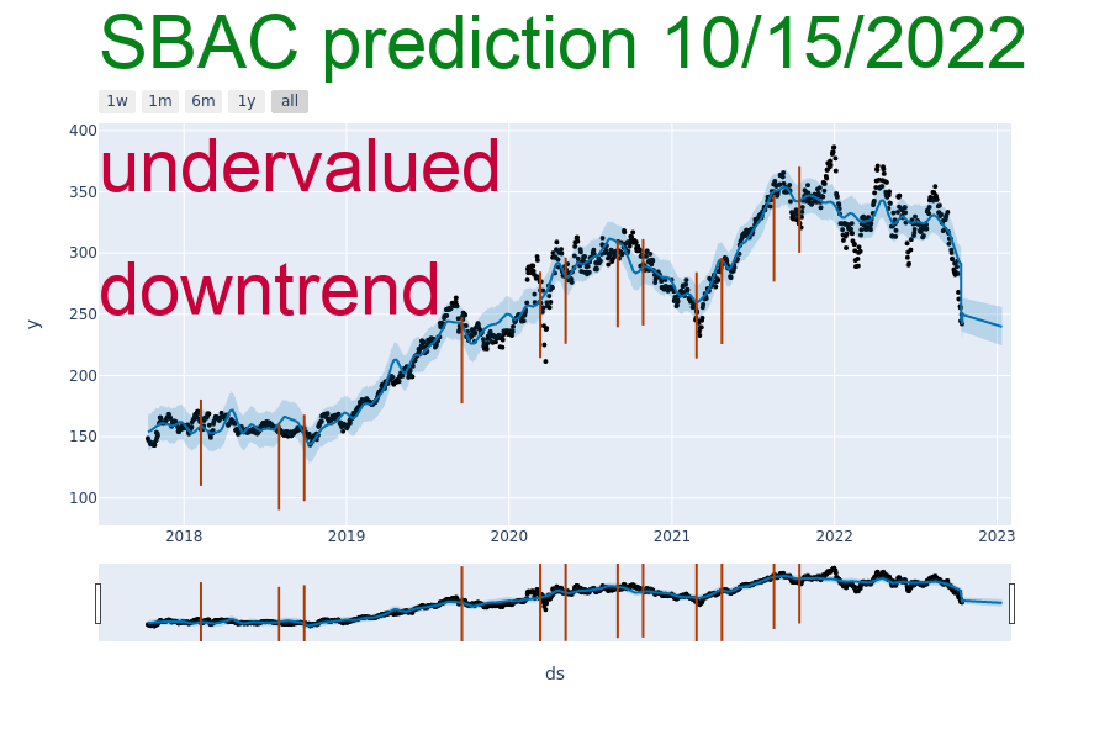 SBAC prediction 10/15/2022
1w 1m 6m 1y all
400
undervalued
350
300
downtrend
250
y
200
150
100
2018 2019 2020 2021 2022 2023
ds